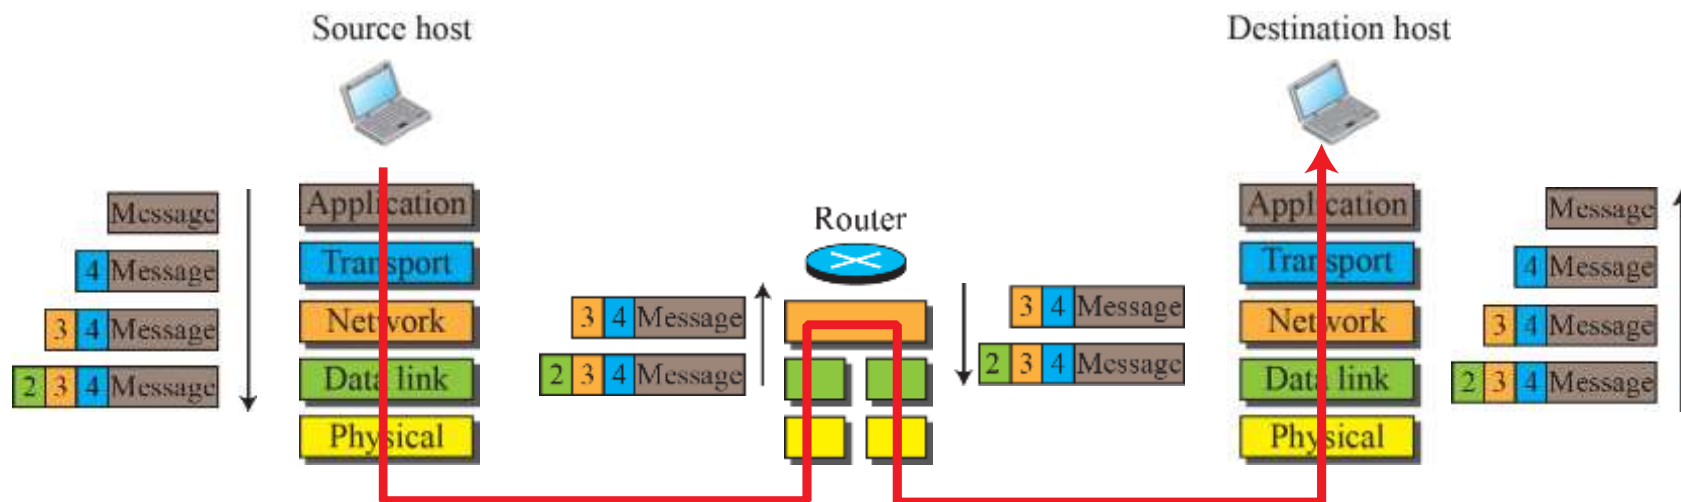 Source host
Destination host
Message
4 Message
3 4 Message
2 3 4 Message
Application
Transport
Network
Data link
Physical
3 4 Message
2 3 4 Message
Router
3 4 Message
2 3 4 Message
Application
Transport
Network
Data link
Physical
Message
4 Message
3 4 Message
2 3 4 Message